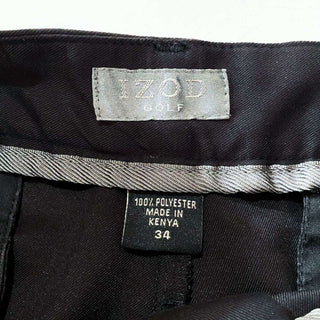 IZOD
GOLF
100% POLYESTER
MADE IN
KENYA
34